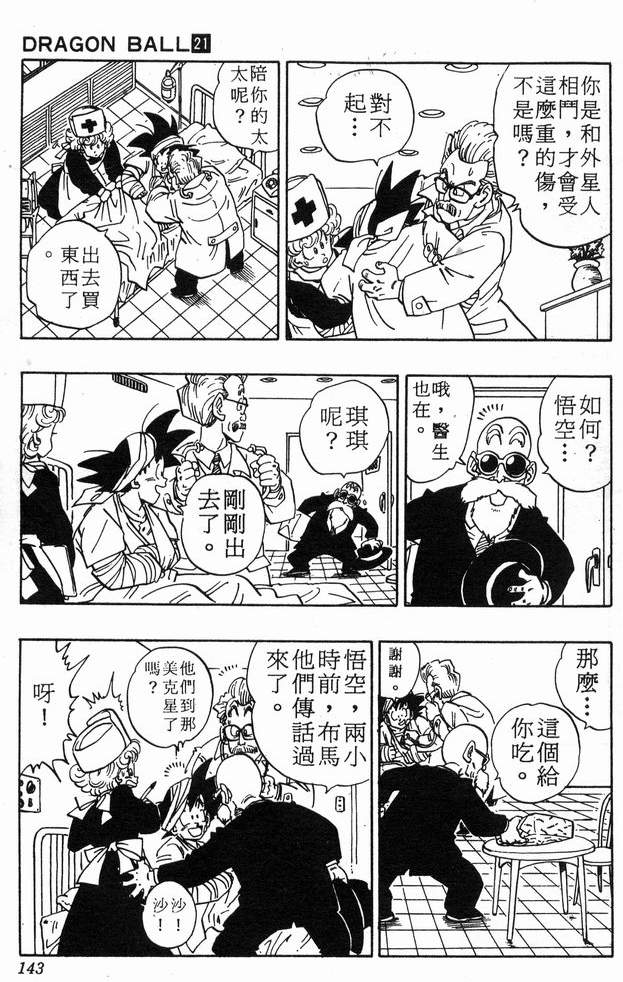 DRAGON BALL 21
你是和外星人
相鬥，才會受
這麼重的傷，
不是嗎？
對不
起…
陪你的太
太呢？
出去買
東西了
。
如何？
悟空…
哦，醫生
也在。
琪琪
呢？
剛剛出
去了。
那麼…
這個給
你吃。
謝謝。
悟空，兩小
時前，布馬
他們傳話過
來了。
他們到那
美克星了
嗎？
呀！
沙！
沙！
143